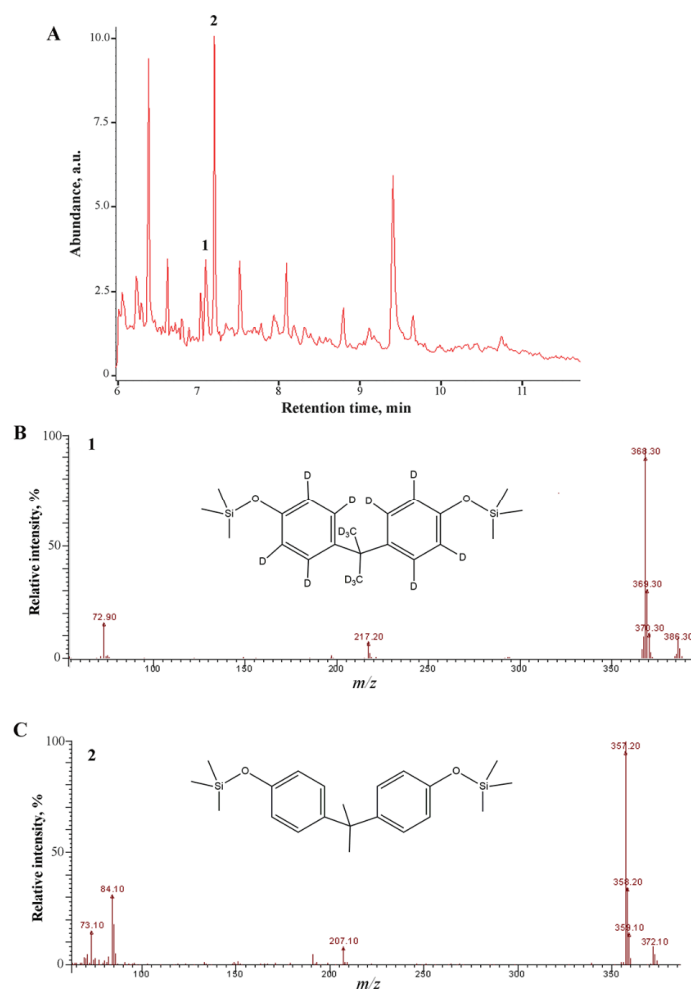 A
2
10.0
7.5
Abundance, a.u.
5.0
1
2.5
0
6 7 8 9 10 11
Retention time, min
B
1
100
368.30
D D
O Si
Si O
D D
D₃C
Relative intensity, %
50
D D
D₃C
D D
369.30
72.90
217.20
370.30
386.30
0
100 150 200 250 300 350
m/z
C
2
100
357.20
O Si
Si O
Relative intensity, %
50
84.10
358.20
73.10
207.10
359.10
372.10
0
100 150 200 250 300 350
m/z